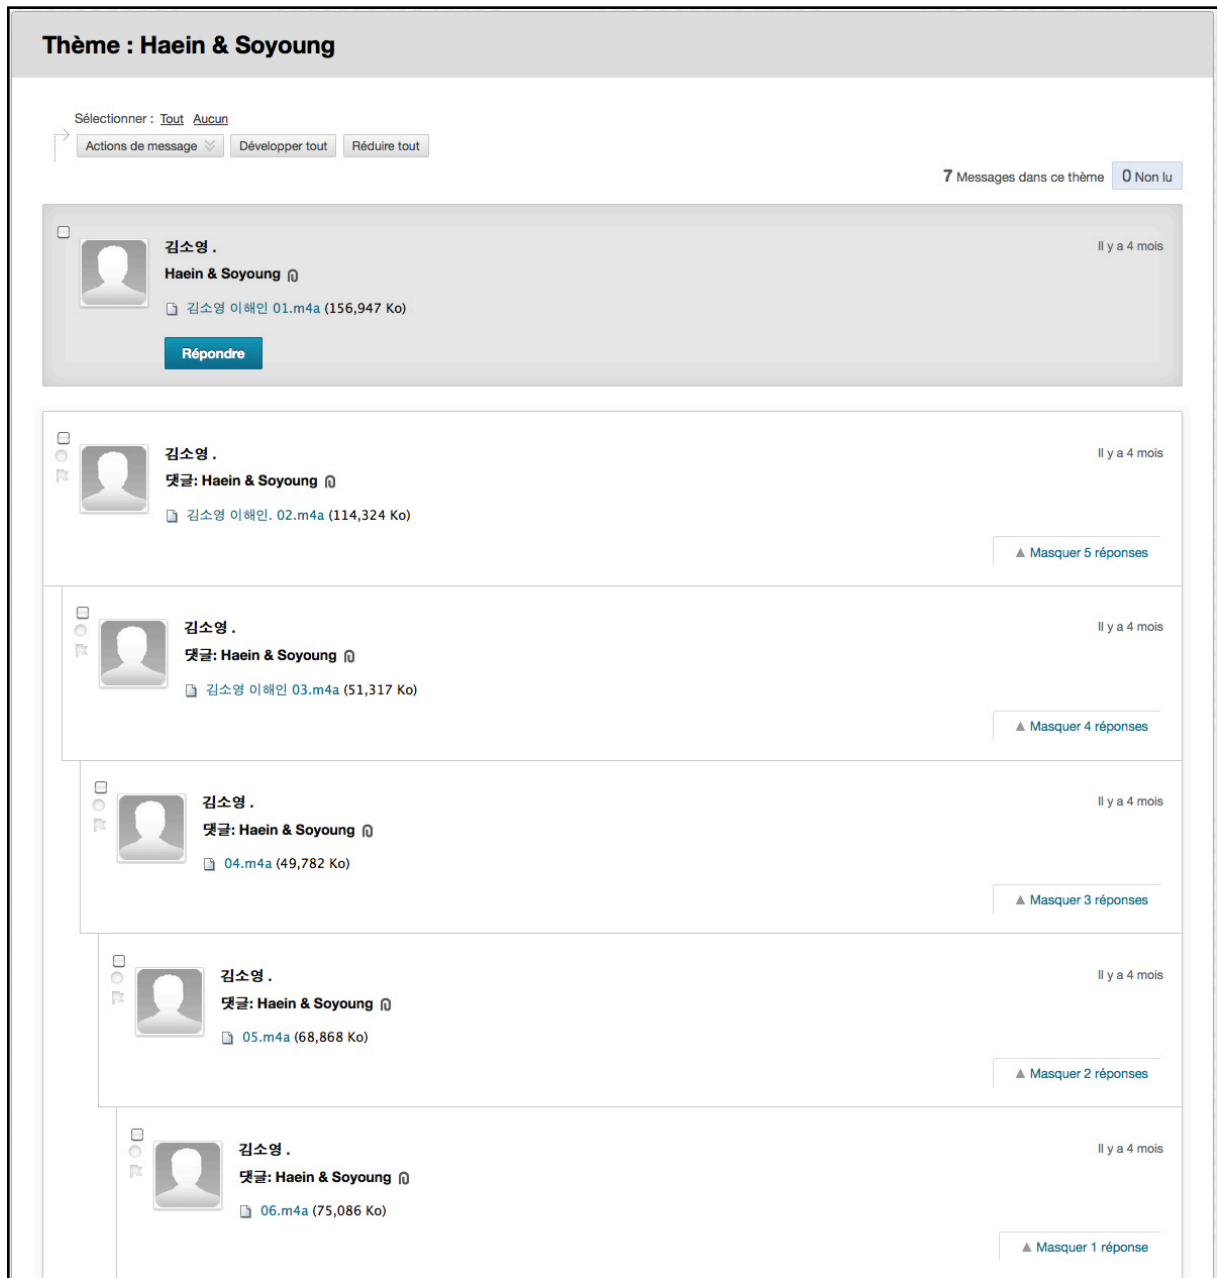 Thème : Haein & Soyoung
Sélectionner : Tout Aucun
Actions de message Développer tout Réduire tout
7 Messages dans ce thème 0 Non lu
김소영 .
Il y a 4 mois
Haein & Soyoung
김소영 이해인 01.m4a (156,947 Ko)
Répondre
김소영 .
Il y a 4 mois
댓글: Haein & Soyoung
김소영 이해인. 02.m4a (114,324 Ko)
Masquer 5 réponses
김소영 .
Il y a 4 mois
댓글: Haein & Soyoung
김소영 이해인 03.m4a (51,317 Ko)
Masquer 4 réponses
김소영 .
Il y a 4 mois
댓글: Haein & Soyoung
04.m4a (49,782 Ko)
Masquer 3 réponses
김소영 .
Il y a 4 mois
댓글: Haein & Soyoung
05.m4a (68,868 Ko)
Masquer 2 réponses
김소영 .
Il y a 4 mois
댓글: Haein & Soyoung
06.m4a (75,086 Ko)
Masquer 1 réponse